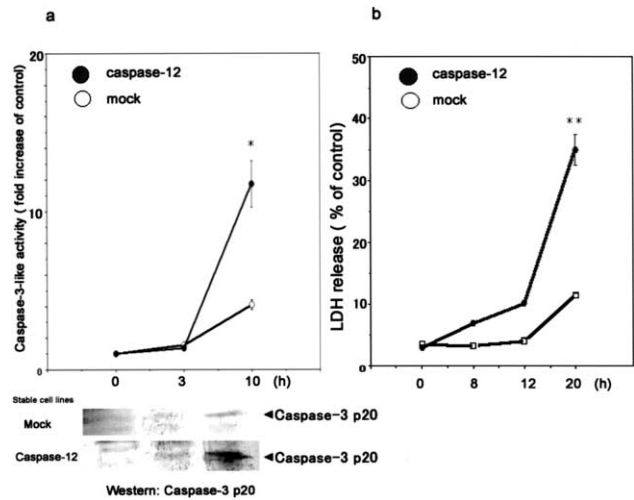 a
20
caspase-12
mock
*
10
0
Caspase-3-like activity ( fold increase of control)
0 3 10 (h)
Stable cell lines
Mock
Caspase-3 p20
Caspase-12
Caspase-3 p20
Western: Caspase-3 p20
b
50
caspase-12
mock
**
40
30
20
10
0
LDH release ( % of control)
0 8 12 20 (h)